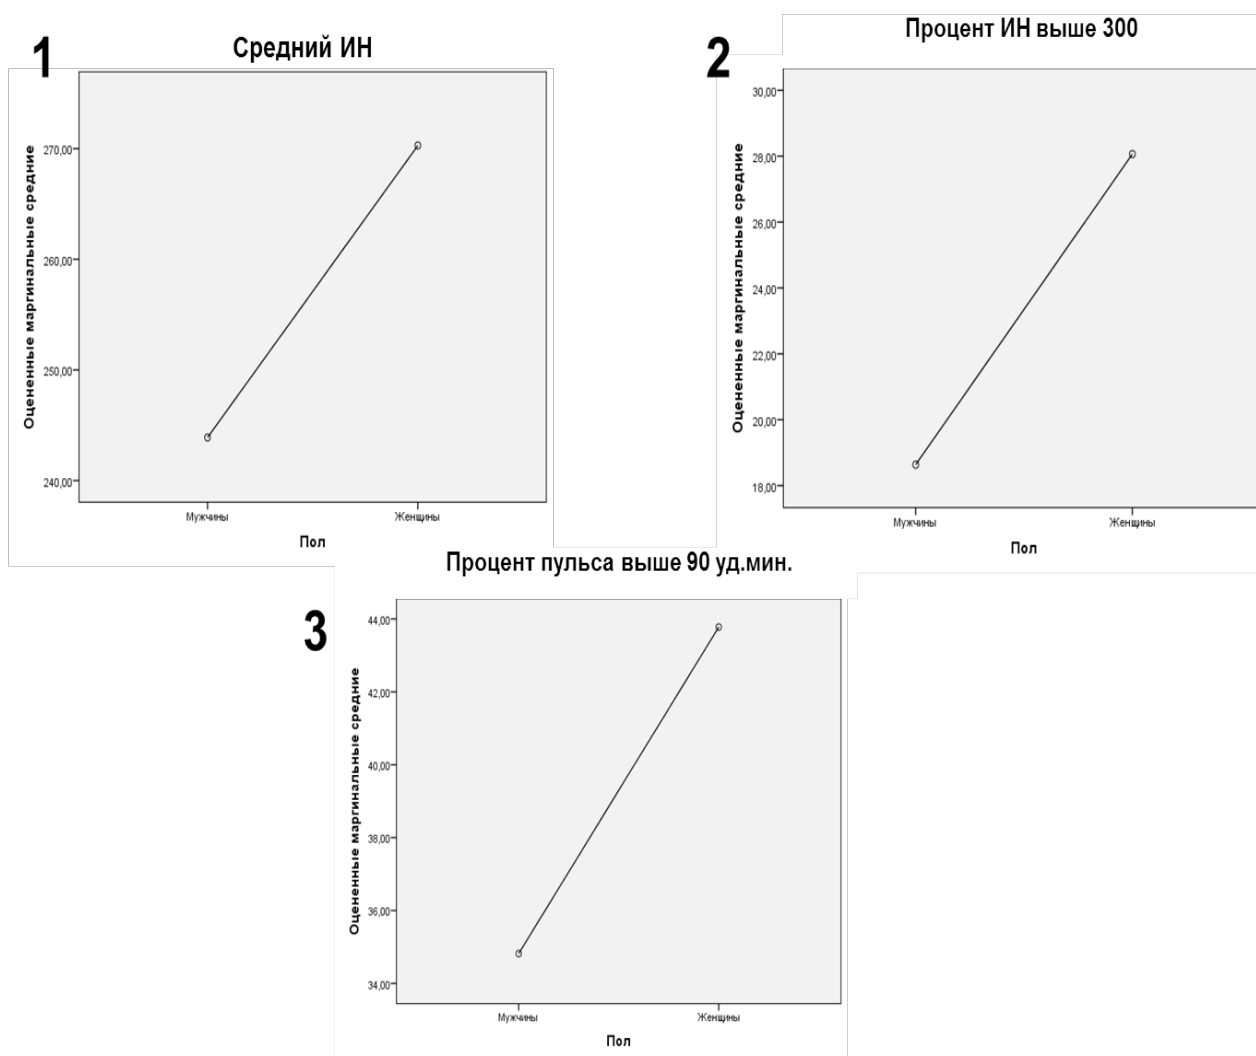 1
Средний ИН
Оцененные маргинальные средние
270,00
260,00
250,00
240,00
Мужчины
Женщины
Пол
2
Процент ИН выше 300
Оцененные маргинальные средние
30,00
28,00
26,00
24,00
22,00
20,00
18,00
Мужчины
Женщины
Пол
3
Процент пульса выше 90 уд.мин.
Оцененные маргинальные средние
44,00
42,00
40,00
38,00
36,00
34,00
Мужчины
Женщины
Пол